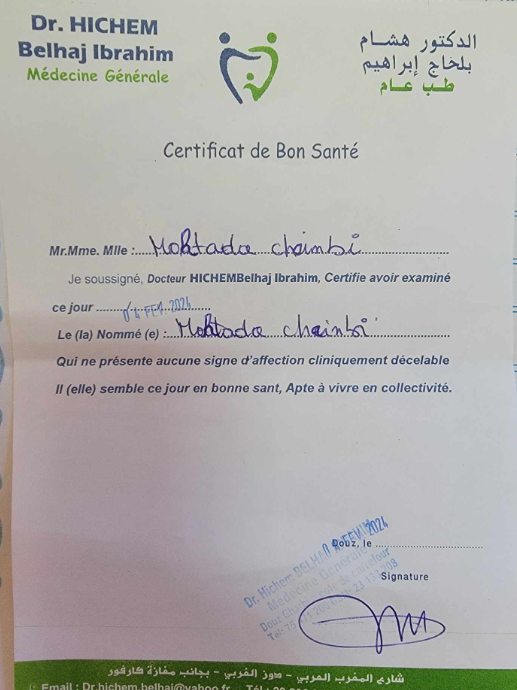 Dr. HICHEM
Belhaj Ibrahim
Médecine Générale
الدكتور هشام
بلحاج إبراهيم
طب عام
Certificat de Bon Santé
Mr.Mme. Mlle : Moktada chainbi
Je soussigné, Docteur HICHEMBelhaj Ibrahim, Certifie avoir examiné
ce jour 04 FEV. 2024
Le (la) Nommé (e) : Moktada chainbi
Qui ne présente aucune signe d'affection cliniquement décelable
Il (elle) semble ce jour en bonne sant, Apte à vivre en collectivité.
Douz, le FEV 2024
Dr. Hichem BELHAJ
Médecine Générale
Signature
شارع المغرب العربي - دوز الغربي - بجانب مغازة كارفور
Email : Dr.hichem.belhaj@yahoo.fr